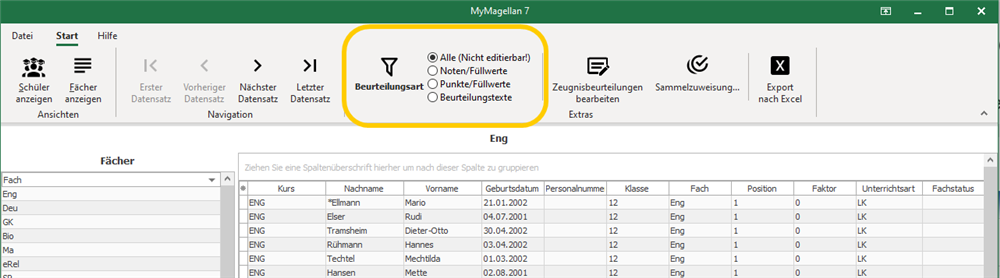 MyMagellan 7
Datei Start Hilfe
Schüler anzeigen
Fächer anzeigen
Ansichten
Erster Datensatz
Vorheriger Datensatz
Nächster Datensatz
Letzter Datensatz
Navigation
Beurteilungsart
Alle (Nicht editierbar!)
Noten/Füllwerte
Punkte/Füllwerte
Beurteilungstexte
Zeugnisbeurteilungen bearbeiten
Sammelzuweisung...
X
Export nach Excel
Extras
Eng
Fächer
Fach
Eng
Deu
GK
Bio
Ma
eRel
Ziehen Sie eine Spaltenüberschrift hierher um nach dieser Spalte zu gruppieren
Kurs Nachname Vorname Geburtsdatum Personalnumme Klasse Fach Position Faktor Unterrichtsart Fachstatus
ENG *Ellmann Mario 21.01.2002 12 Eng 1 0 LK
ENG Elser Rudi 04.07.2001 12 Eng 1 0 LK
ENG Tramsheim Dieter-Otto 30.04.2002 12 Eng 1 0 LK
ENG Rühmann Hannes 03.04.2002 12 Eng 1 0 LK
ENG Techtel Mechtilda 01.03.2002 12 Eng 1 0 LK
ENG Hansen Mette 02.08.2001 12 Eng 1 0 LK